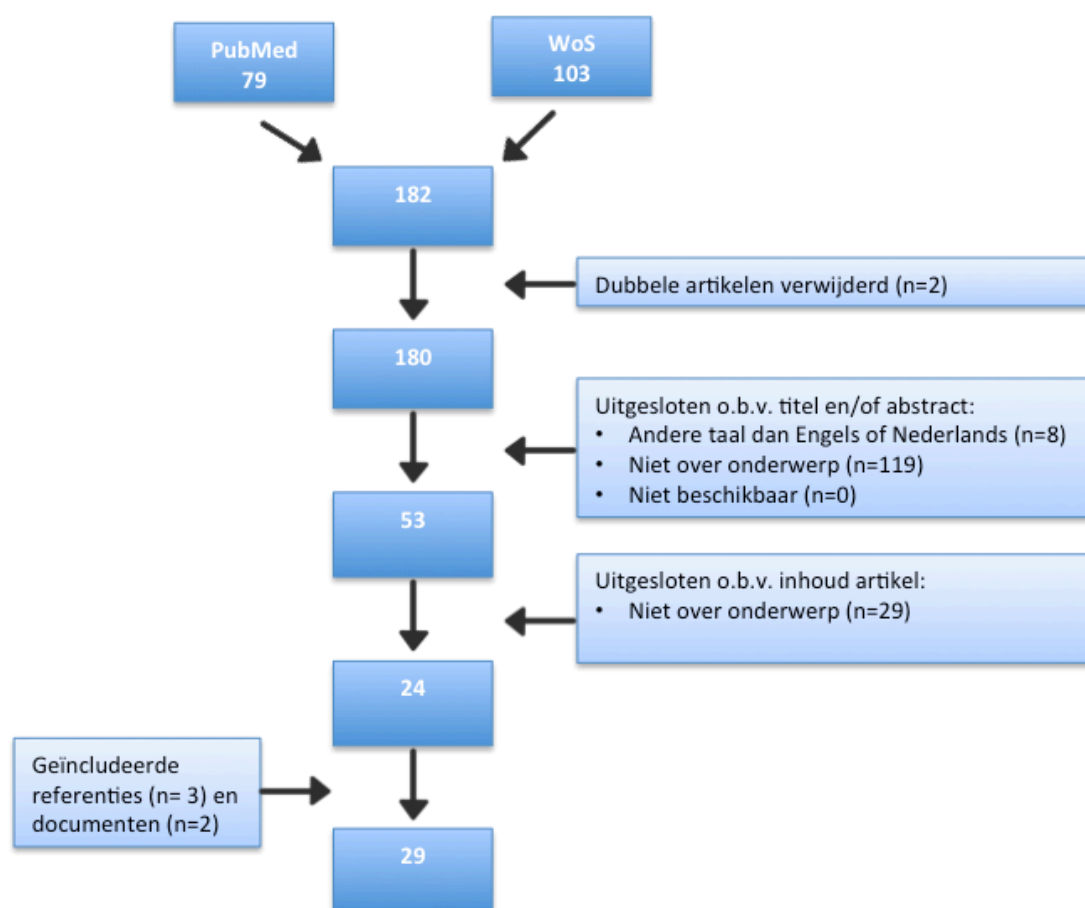 PubMed
79
WoS
103
182
Dubbele artikelen verwijderd (n=2)
180
Uitgesloten o.b.v. titel en/of abstract:
• Andere taal dan Engels of Nederlands (n=8)
• Niet over onderwerp (n=119)
• Niet beschikbaar (n=0)
53
Uitgesloten o.b.v. inhoud artikel:
• Niet over onderwerp (n=29)
24
Geïncludeerde
referenties (n= 3) en
documenten (n=2)
29